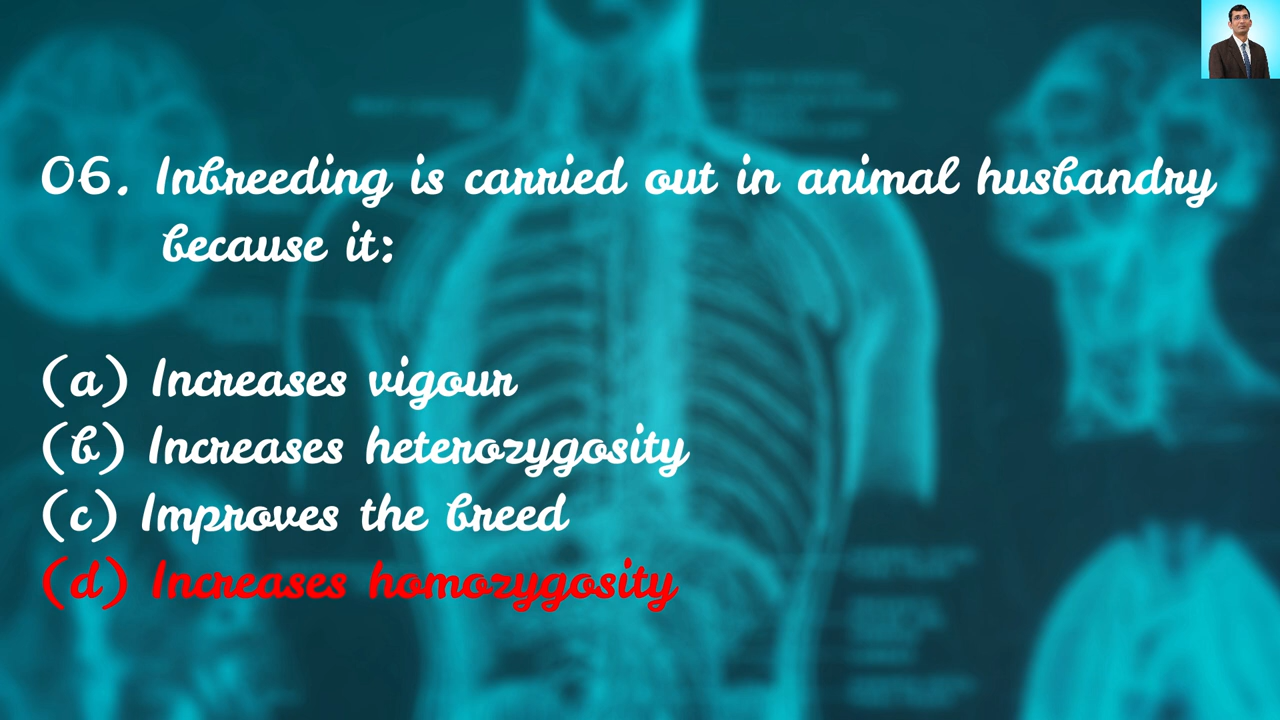 06. Inbreeding is carried out in animal husbandry
because it:
(a) Increases vigour
(b) Increases heterozygosity
(c) Improves the breed
(d) Increases homozygosity